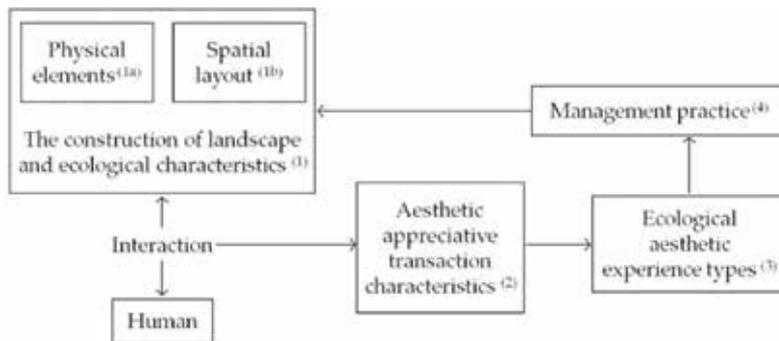 Physical
elements (1a)
Spatial
layout (1b)
The construction of landscape
and ecological characteristics (1)
Management practice (4)
Interaction
Aesthetic
appreciative
transaction
characteristics (2)
Ecological
aesthetic
experience types (3)
Human